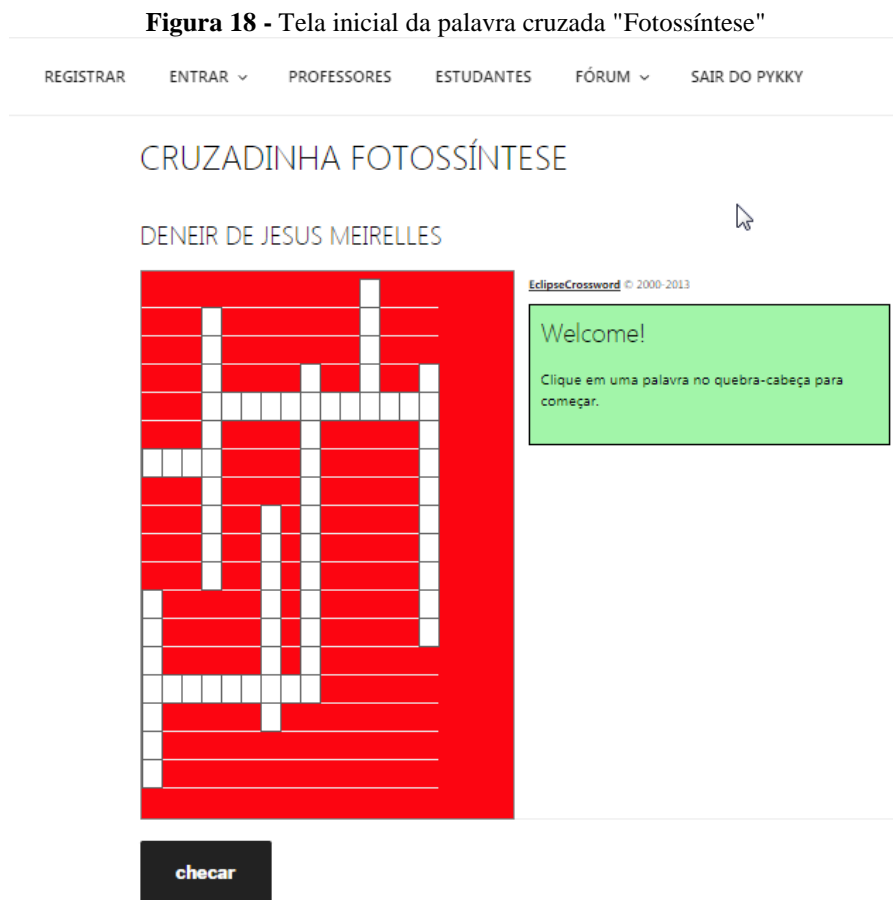 Figura 18 - Tela inicial da palavra cruzada "Fotossíntese"
REGISTRAR ENTRAR PROFESSORES ESTUDANTES FÓRUM SAIR DO PYKKY
CRUZADINHA FOTOSSÍNTESE
DENEIR DE JESUS MEIRELLES
EclipseCrossword © 2000-2013
Welcome!
Clique em uma palavra no quebra-cabeça para
começar.
checar